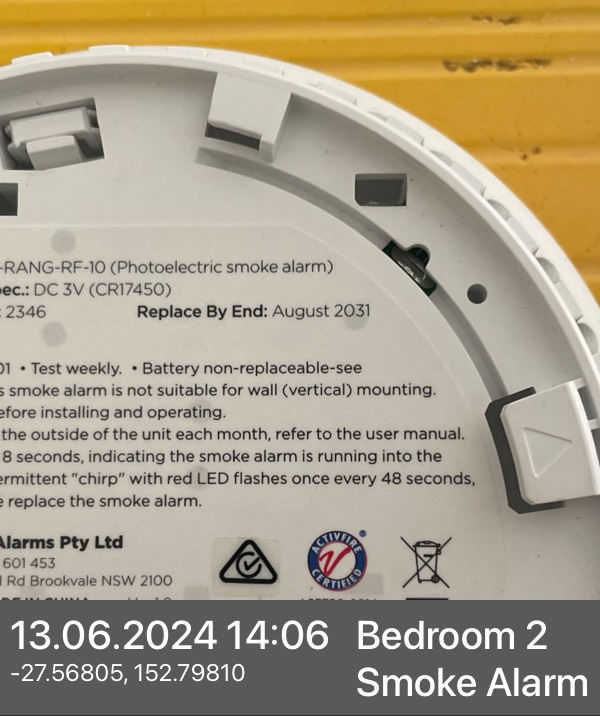 -RANG-RF-10 (Photoelectric smoke alarm)
ec.: DC 3V (CR17450)
: 2346 Replace By End: August 2031
01 • Test weekly. • Battery non-replaceable-see
s smoke alarm is not suitable for wall (vertical) mounting.
efore installing and operating.
the outside of the unit each month, refer to the user manual.
8 seconds, indicating the smoke alarm is running into the
ermittent "chirp" with red LED flashes once every 48 seconds,
e replace the smoke alarm.
Alarms Pty Ltd
601 453
l Rd Brookvale NSW 2100
ACTIVFIRE
CERTIFIED
®
13.06.2024 14:06
-27.56805, 152.79810
Bedroom 2
Smoke Alarm